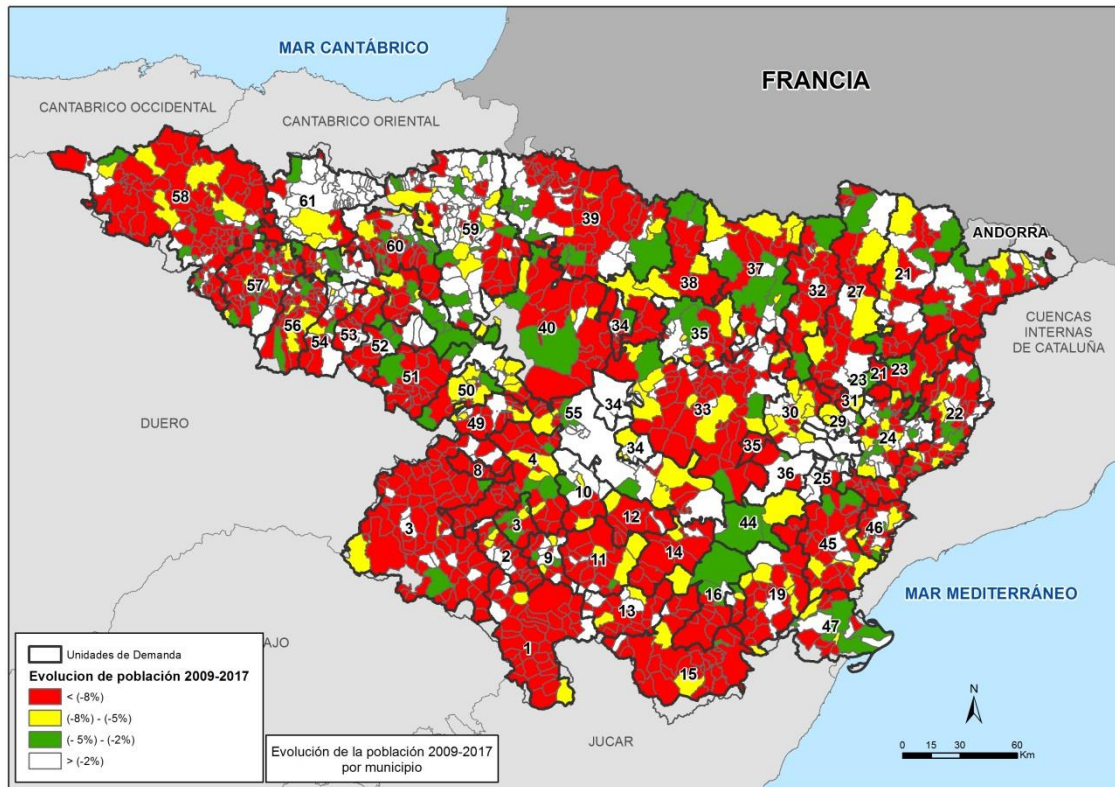 MAR CANTÁBRICO
FRANCIA
CANTABRICO OCCIDENTAL
CANTABRICO ORIENTAL
58
61
59
39
ANDORRA
60
37
21
38
32
27
57
CUENCAS
INTERNAS
DE CATALUÑA
56
54
53
52
40
34
35
51
23
21
23
50
34
31
22
55
33
30
29
49
24
34
35
8
4
36
25
10
3
3
12
44
46
45
2
9
11
14
DUERO
16
19
MAR MEDITERRÁNEO
13
47
1
15
AJO
JUCAR
Unidades de Demanda
Evolucion de población 2009-2017
< (-8%)
(-8%) - (-5%)
(- 5%) - (-2%)
> (-2%)
Evolución de la población 2009-2017
por municipio
N
0 15 30 60
Km